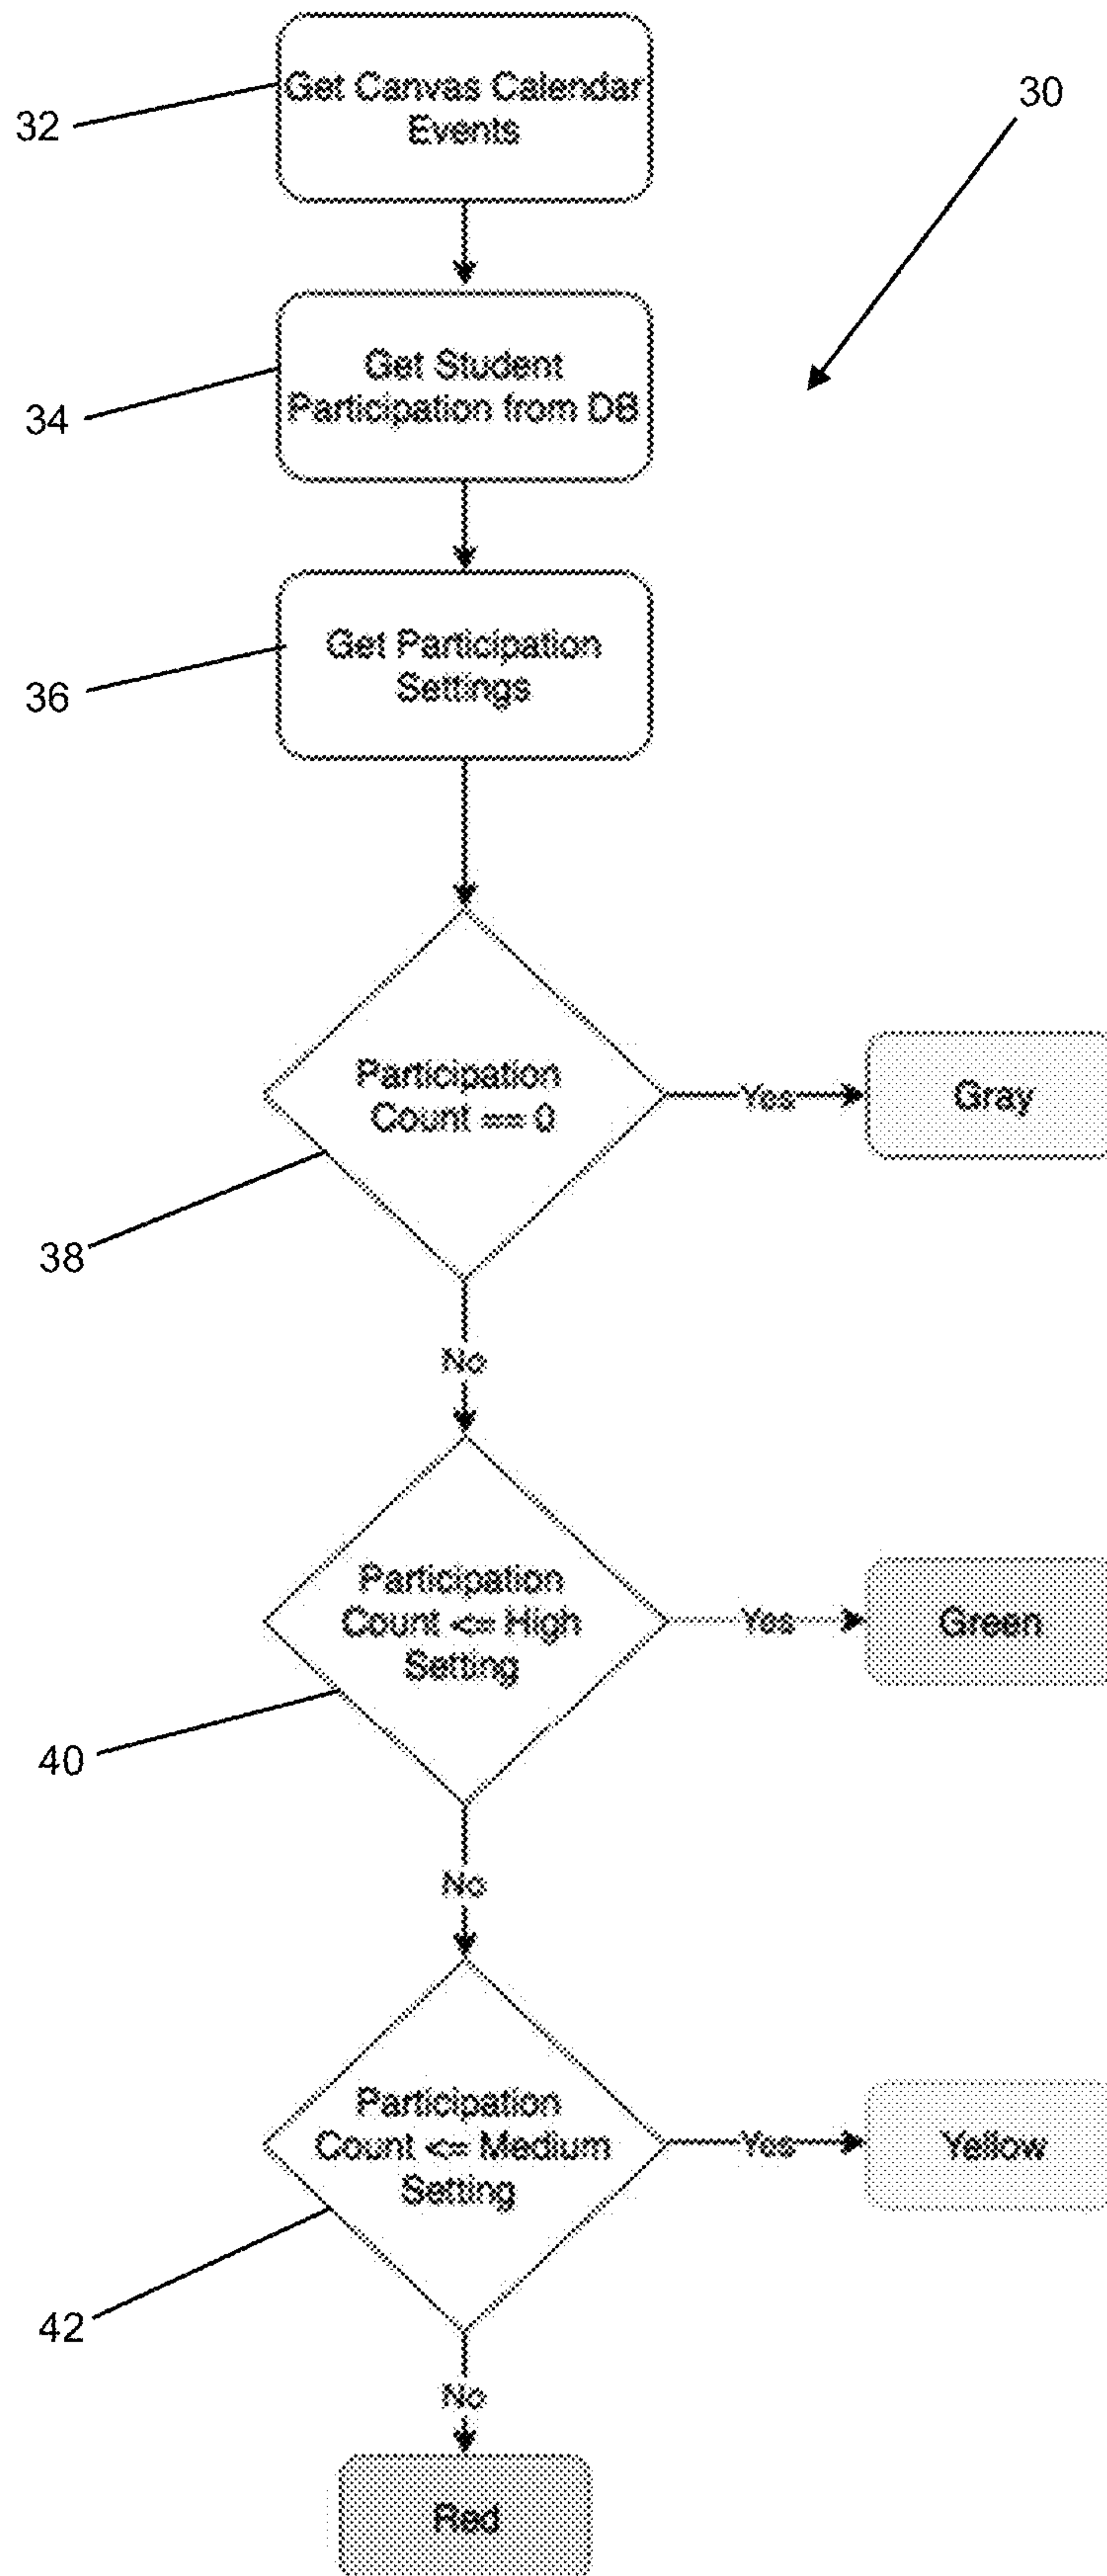 Get Canvas Calendar
Events
32
30
Get Student
Participation from DB
34
Get Participation
Settings
36
Participation
Count == 0
Yes
Gray
38
No
Participation
Count <= High
Setting
Yes
Green
40
No
Participation
Count <= Medium
Setting
Yes
Yellow
42
No
Red